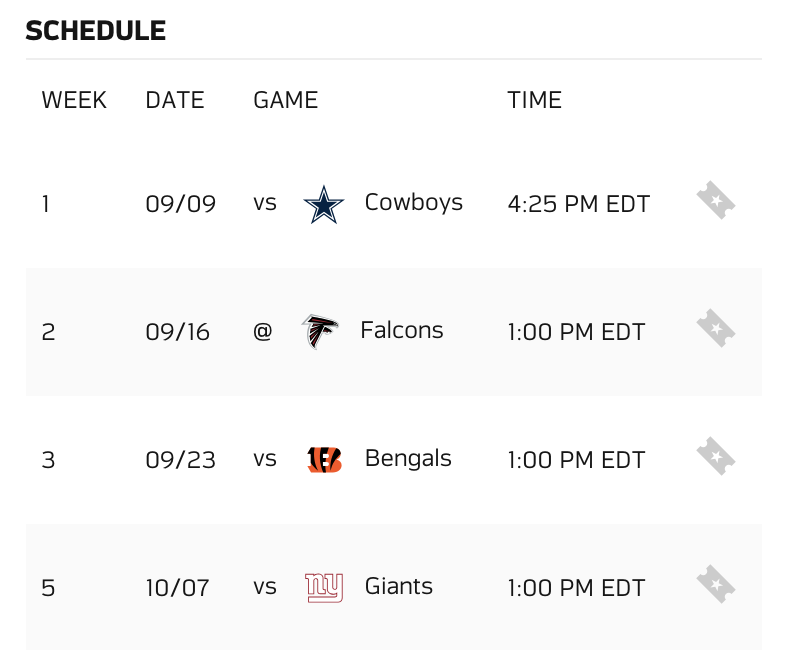 SCHEDULE
WEEK DATE GAME TIME
1 09/09 vs Cowboys 4:25 PM EDT
2 09/16 @ Falcons 1:00 PM EDT
3 09/23 vs B Bengals 1:00 PM EDT
5 10/07 vs ny Giants 1:00 PM EDT